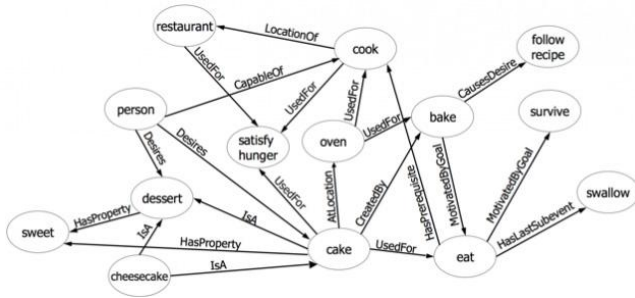 restaurant
LocationOf
cook
follow
recipe
UsedFor
CapableOf
UsedFor
UsedFor
CausesDesire
person
bake
survive
Desires
Desires
satisfy
hunger
oven
UsedFor
dessert
UsedFor
AtLocation
CreatedBy
HasPrerequisite
MotivatedByGoal
MotivatedByGoal
swallow
HasProperty
IsA
sweet
IsA
HasProperty
cake
UsedFor
eat
HasLastSubevent
cheesecake
IsA